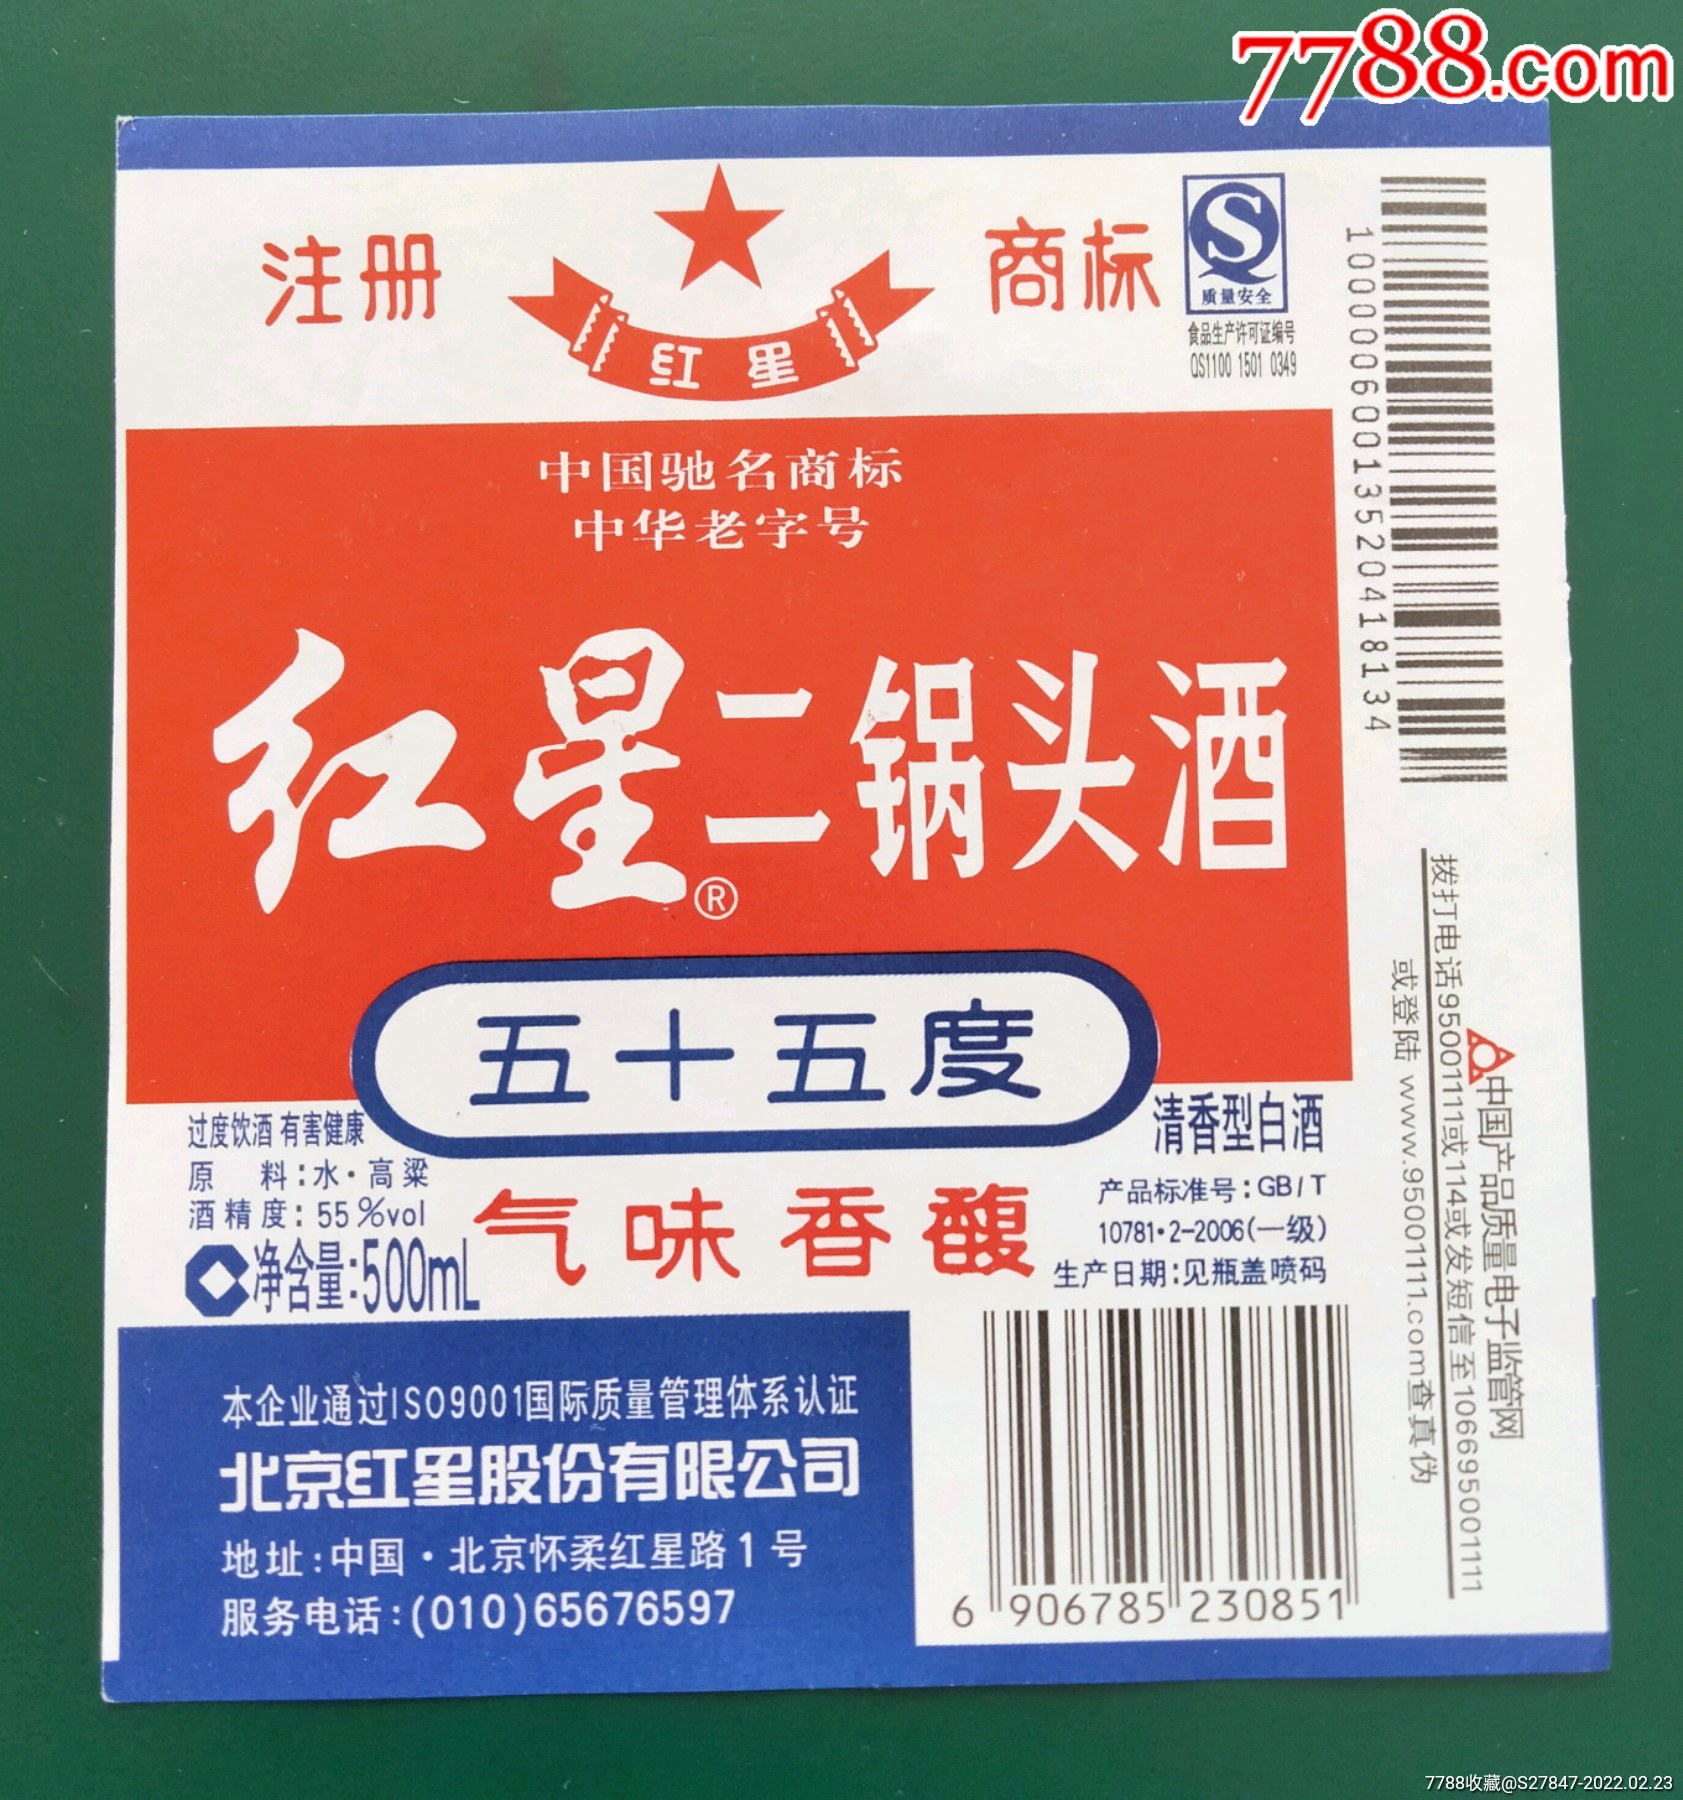 7788.com
注册
商标
红星
质量安全
食品生产许可证编号
QS1100 1501 0349
中国驰名商标
中华老字号
红星二锅头酒
®
五十五度
过度饮酒 有害健康
原 料:水·高粱
酒精度: 55%vol
净含量:500mL
气味香馥
清香型白酒
产品标准号:GB/T
10781·2-2006(一级)
生产日期:见瓶盖喷码
本企业通过ISO9001国际质量管理体系认证
北京红星股份有限公司
地址:中国·北京怀柔红星路1号
服务电话:(010)65676597
6 906785 230851
10000060013520418134
中国产品质量电子监管网
拨打电话95001111或114或发短信至106695001111
或登陆 www.95001111.com查真伪
7788收藏@S27847-2022.02.23